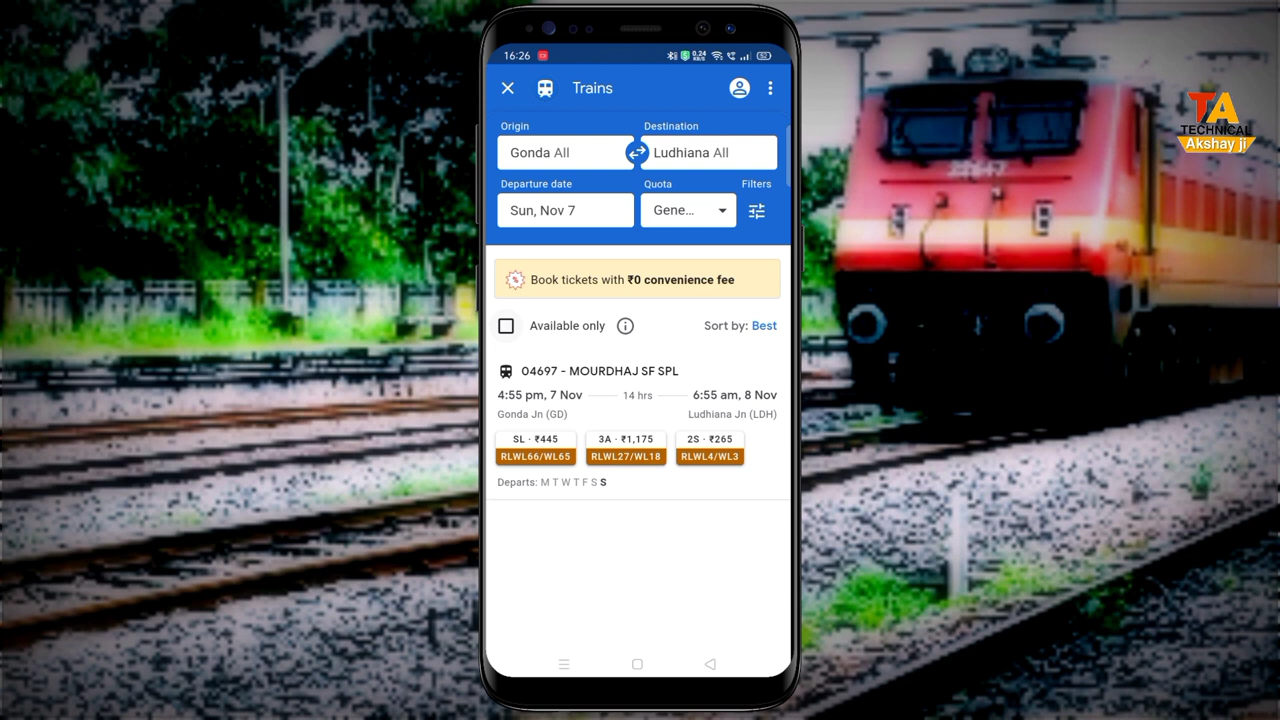 16:26
0.24 KB/S
Trains
Origin
Destination
Gonda All
Ludhiana All
Departure date
Quota
Filters
Sun, Nov 7
Gene...
Book tickets with ₹0 convenience fee
Available only
Sort by: Best
04697 - MOURDHAJ SF SPL
4:55 pm, 7 Nov
14 hrs
6:55 am, 8 Nov
Gonda Jn (GD)
Ludhiana Jn (LDH)
SL · ₹445
3A · ₹1,175
2S · ₹265
RLWL66/WL65
RLWL27/WL18
RLWL4/WL3
Departs: M T W T F S S
TA
TECHNICAL
Akshay ji